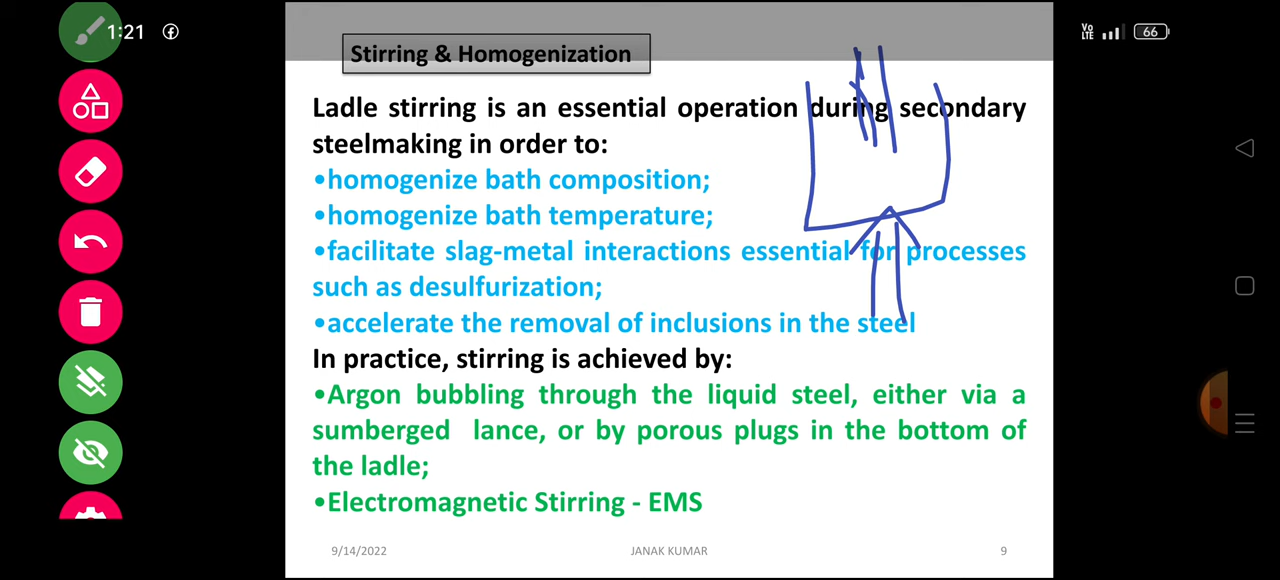 1:21
Vo
LTE
66
Stirring & Homogenization
Ladle stirring is an essential operation during secondary
steelmaking in order to:
•homogenize bath composition;
•homogenize bath temperature;
•facilitate slag-metal interactions essential for processes
such as desulfurization;
•accelerate the removal of inclusions in the steel
In practice, stirring is achieved by:
•Argon bubbling through the liquid steel, either via a
sumberged lance, or by porous plugs in the bottom of
the ladle;
•Electromagnetic Stirring - EMS
9/14/2022
JANAK KUMAR
9